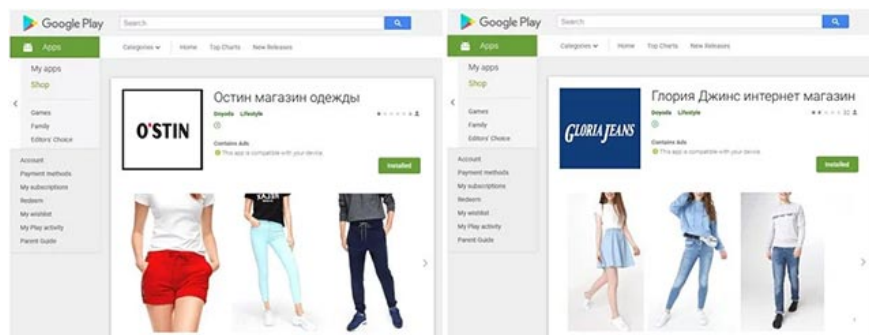 Google Play
Search
Apps
Categories
Home
Top Charts
New Releases
My apps
Shop
Games
Family
Editors' Choice
Account
Payment methods
My subscriptions
Redeem
My wishlist
My Play activity
Parent Guide
O'STIN
Остин магазин одежды
Lifestyle
Contains Ads
This app is compatible with your device.
Installed
Google Play
Search
Apps
Categories
Home
Top Charts
New Releases
My apps
Shop
Games
Family
Editors' Choice
Account
Payment methods
My subscriptions
Redeem
My wishlist
My Play activity
Parent Guide
GLORIA JEANS
Глория Джинс интернет магазин
Lifestyle
Contains Ads
This app is compatible with your device.
Installed